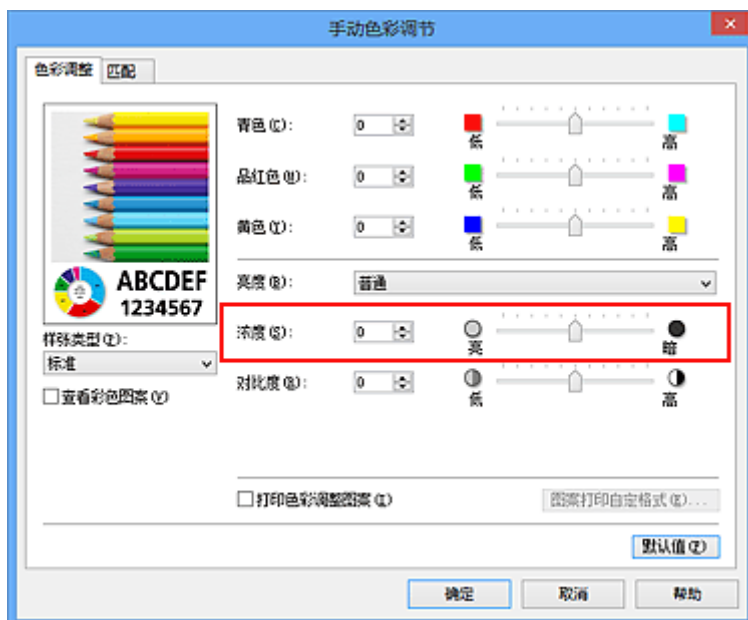 手动色彩调节
色彩调整 匹配
青色(C): 0 低 高
品红色(M): 0 低 高
黄色(Y): 0 低 高
ABCDEF
1234567
亮度(B): 普通
浓度(S): 0 亮 暗
样张类型(T):
标准
对比度(R): 0 低 高
查看彩色图案(Y)
打印色彩调整图案(I) 图案打印自定格式(E)...
默认值(F)
确定 取消 帮助